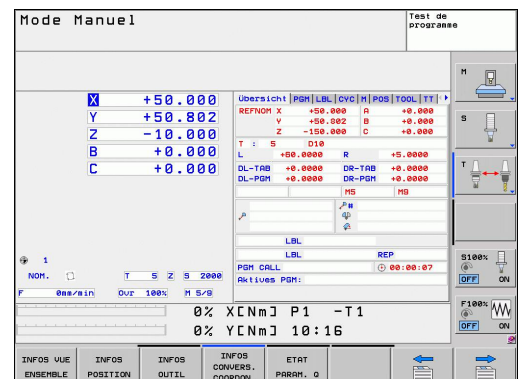 Mode Manuel
Test de
programme
X +50.000
Y +50.802
Z -10.000
B +0.000
C +0.000
Übersicht PGM LBL CYC M POS TOOL TT
REFNOM X +50.000 A +0.000
Y +50.802 B +0.000
Z -150.000 C +0.000
T : 5 D10
L +60.0000 R +5.0000
DL-TAB +0.0000 DR-TAB +0.0000
DL-PGM +0.0000 DR-PGM +0.0000
M5 M9
P#
P
LBL
LBL REP
PGM CALL 00:00:07
Aktives PGM:
1
NOM. T 5 Z S 2000
F 0mm/min Ovr 100% M 5/9
0% X[Nm] P1 -T1
0% Y[Nm] 10:16
M
S
T
S100%
OFF ON
F100%
OFF ON
INFOS VUE ENSEMBLE
INFOS POSITION
INFOS OUTIL
INFOS CONVERS. COORDON.
ETAT PARAM. Q